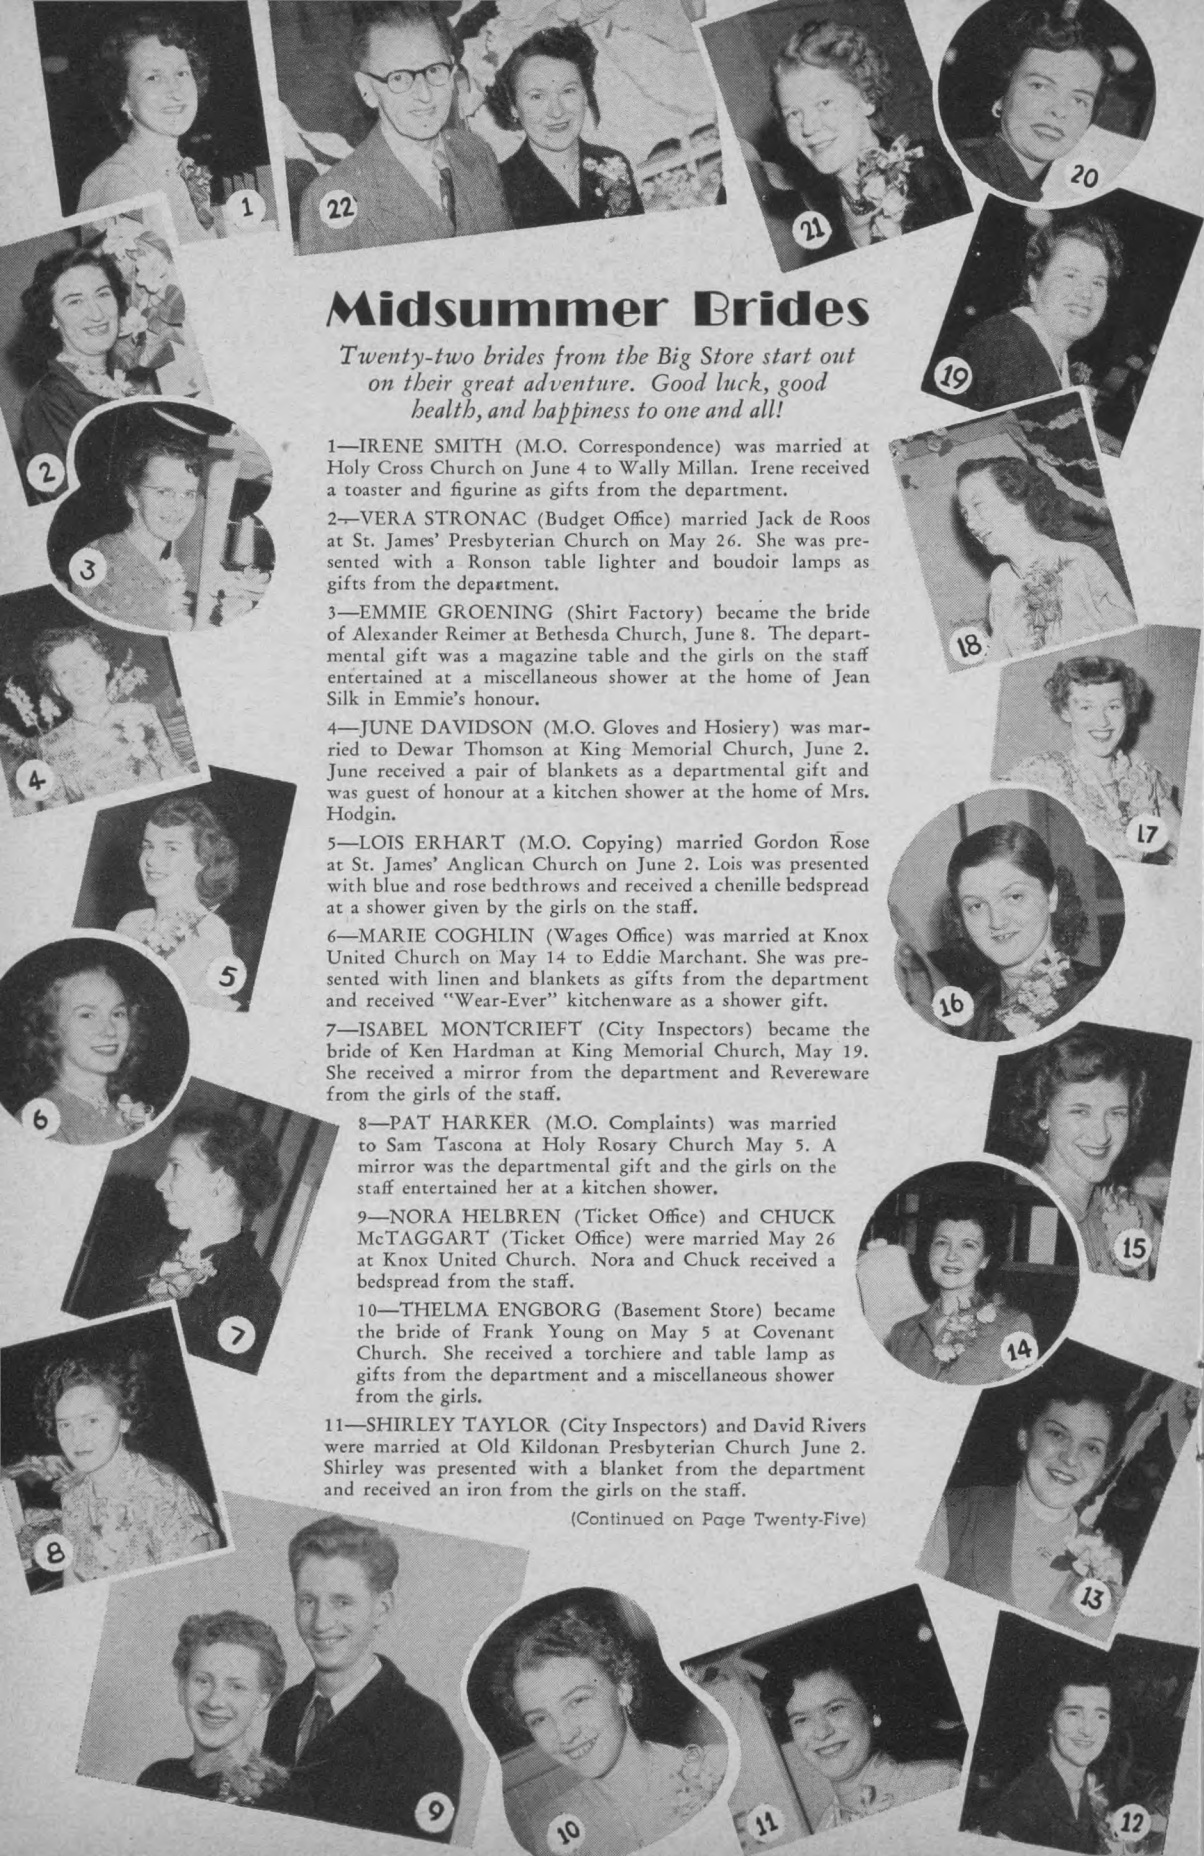 1
22
21
20
2
19
3
18
4
17
5
16
6
15
7
14
8
13
9
10
11
12
Midsummer Brides
Twenty-two brides from the Big Store start out
on their great adventure. Good luck, good
health, and happiness to one and all!
1—IRENE SMITH (M.O. Correspondence) was married at
Holy Cross Church on June 4 to Wally Millan. Irene received
a toaster and figurine as gifts from the department.
2—VERA STRONAC (Budget Office) married Jack de Roos
at St. James' Presbyterian Church on May 26. She was pre-
sented with a Ronson table lighter and boudoir lamps as
gifts from the department.
3—EMMIE GROENING (Shirt Factory) became the bride
of Alexander Reimer at Bethesda Church, June 8. The depart-
mental gift was a magazine table and the girls on the staff
entertained at a miscellaneous shower at the home of Jean
Silk in Emmie's honour.
4—JUNE DAVIDSON (M.O. Gloves and Hosiery) was mar-
ried to Dewar Thomson at King Memorial Church, June 2.
June received a pair of blankets as a departmental gift and
was guest of honour at a kitchen shower at the home of Mrs.
Hodgin.
5—LOIS ERHART (M.O. Copying) married Gordon Rose
at St. James' Anglican Church on June 2. Lois was presented
with blue and rose bedthrows and received a chenille bedspread
at a shower given by the girls on the staff.
6—MARIE COGHLIN (Wages Office) was married at Knox
United Church on May 14 to Eddie Marchant. She was pre-
sented with linen and blankets as gifts from the department
and received "Wear-Ever" kitchenware as a shower gift.
7—ISABEL MONTCRIEFT (City Inspectors) became the
bride of Ken Hardman at King Memorial Church, May 19.
She received a mirror from the department and Revereware
from the girls of the staff.
8—PAT HARKER (M.O. Complaints) was married
to Sam Tascona at Holy Rosary Church May 5. A
mirror was the departmental gift and the girls on the
staff entertained her at a kitchen shower.
9—NORA HELBREN (Ticket Office) and CHUCK
McTAGGART (Ticket Office) were married May 26
at Knox United Church. Nora and Chuck received a
bedspread from the staff.
10—THELMA ENGBORG (Basement Store) became
the bride of Frank Young on May 5 at Covenant
Church. She received a torchiere and table lamp as
gifts from the department and a miscellaneous shower
from the girls.
11—SHIRLEY TAYLOR (City Inspectors) and David Rivers
were married at Old Kildonan Presbyterian Church June 2.
Shirley was presented with a blanket from the department
and received an iron from the girls on the staff.
(Continued on Page Twenty-Five)